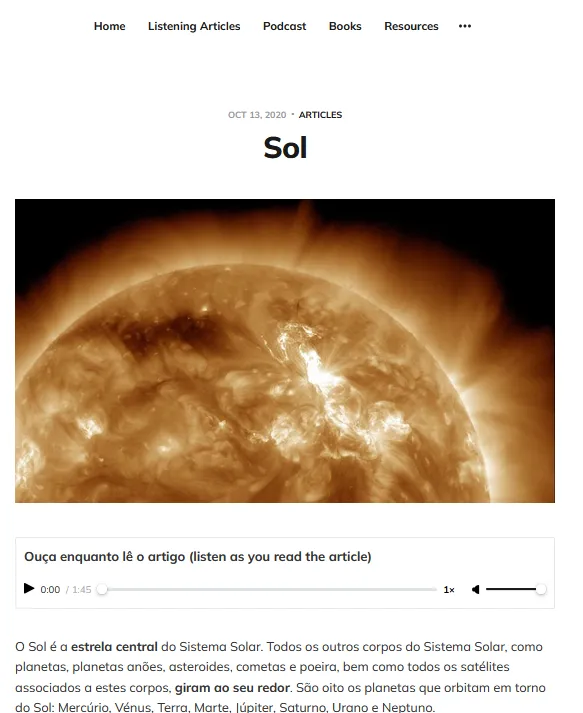 Home Listening Articles Podcast Books Resources •••
OCT 13, 2020 • ARTICLES
Sol
Ouça enquanto lê o artigo (listen as you read the article)
0:00 / 1:45 1×
O Sol é a estrela central do Sistema Solar. Todos os outros corpos do Sistema Solar, como
planetas, planetas anões, asteroides, cometas e poeira, bem como todos os satélites
associados a estes corpos, giram ao seu redor. São oito os planetas que orbitam em torno
do Sol: Mercúrio, Vénus, Terra, Marte, Júpiter, Saturno, Urano e Neptuno.